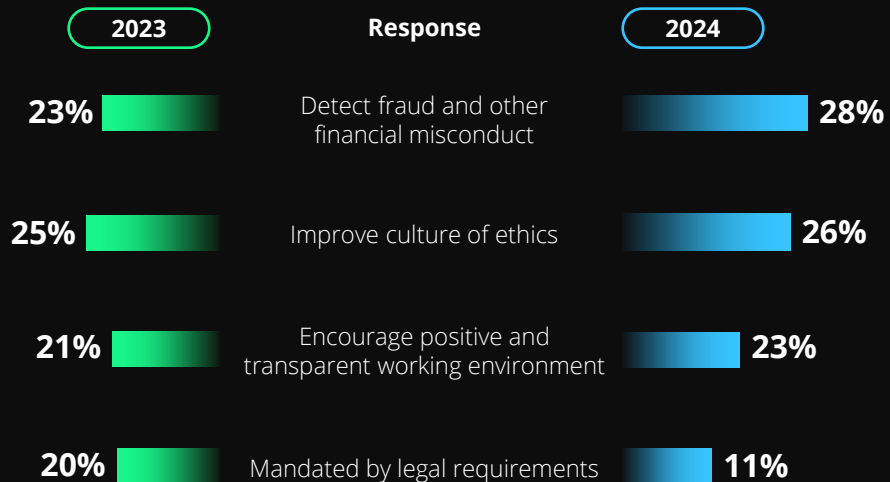 2023 Response 2024
23% Detect fraud and other
financial misconduct 28%
25% Improve culture of ethics 26%
21% Encourage positive and
transparent working environment 23%
20% Mandated by legal requirements 11%